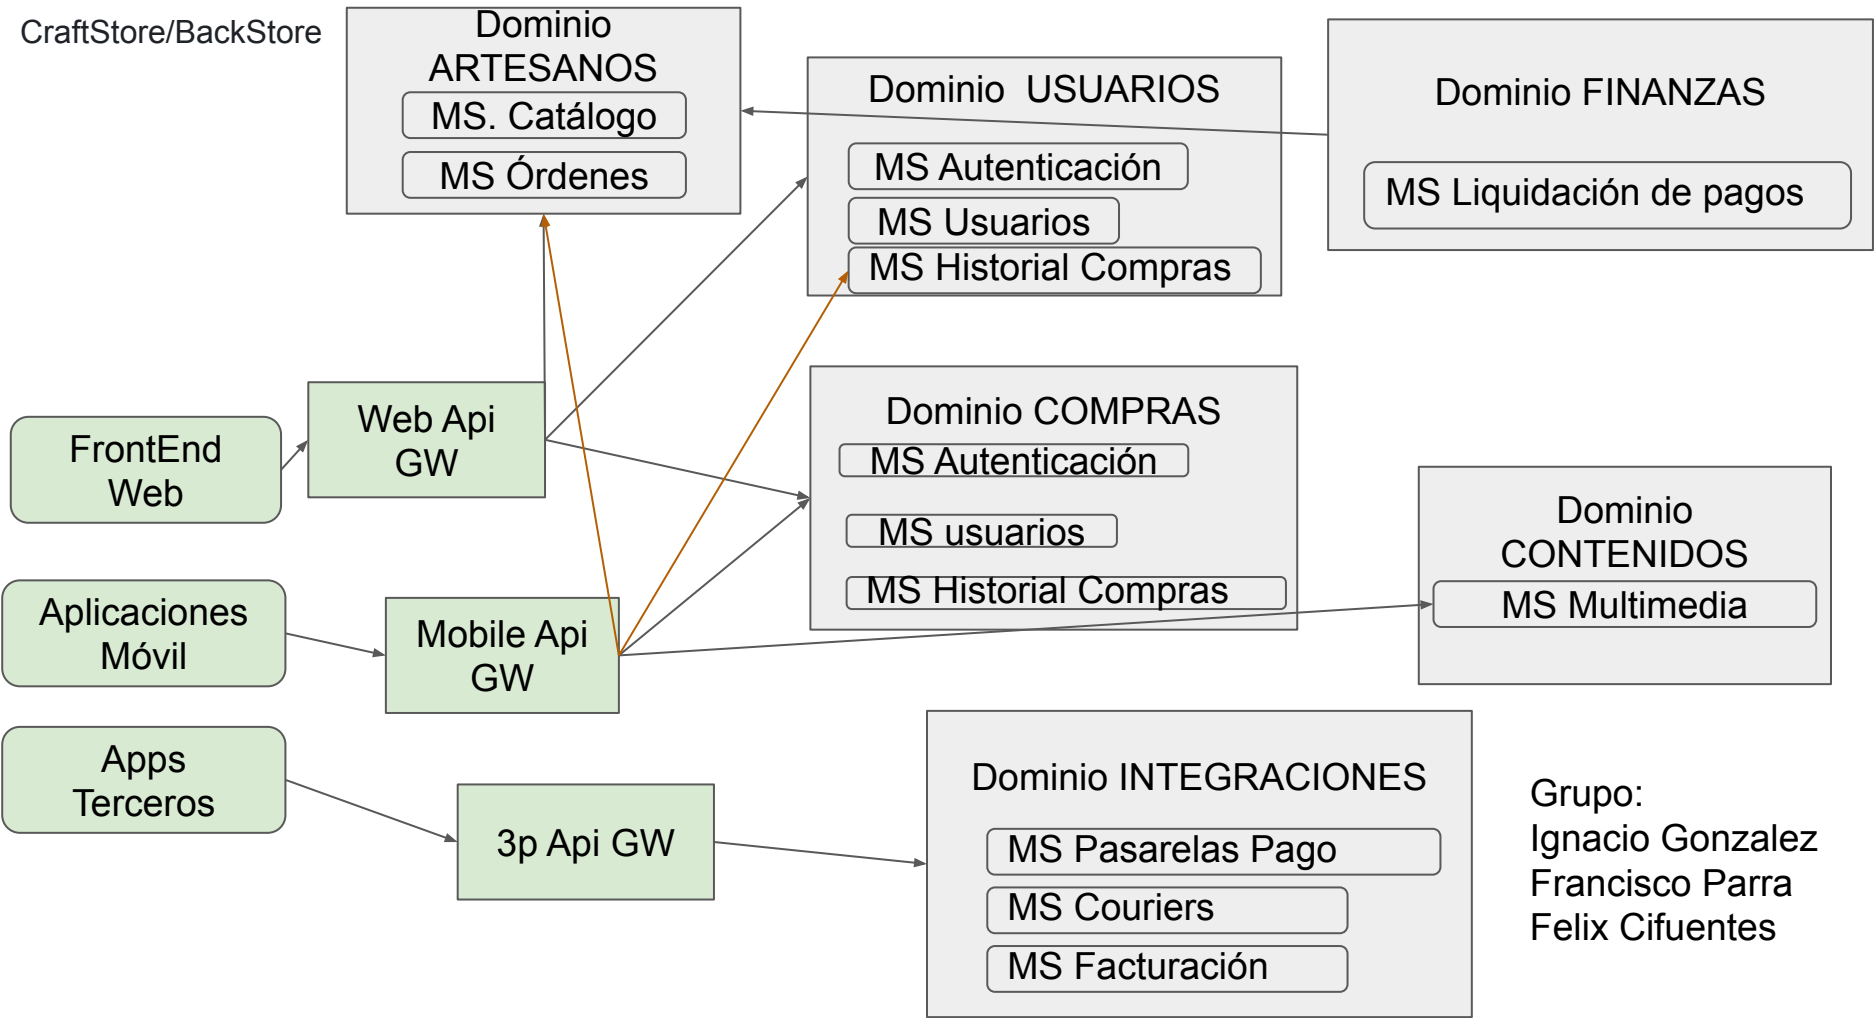 CraftStore/BackStore
Dominio
ARTESANOS
MS. Catálogo
MS Órdenes
Dominio  USUARIOS
MS Autenticación
MS Usuarios
MS Historial Compras
Dominio FINANZAS
MS Liquidación de pagos
FrontEnd
Web
Web Api
GW
Dominio COMPRAS
MS Autenticación
MS usuarios
MS Historial Compras
Dominio
CONTENIDOS
MS Multimedia
Aplicaciones
Móvil
Mobile Api
GW
Apps
Terceros
3p Api GW
Dominio INTEGRACIONES
MS Pasarelas Pago
MS Couriers
MS Facturación
Grupo:
Ignacio Gonzalez
Francisco Parra
Felix Cifuentes